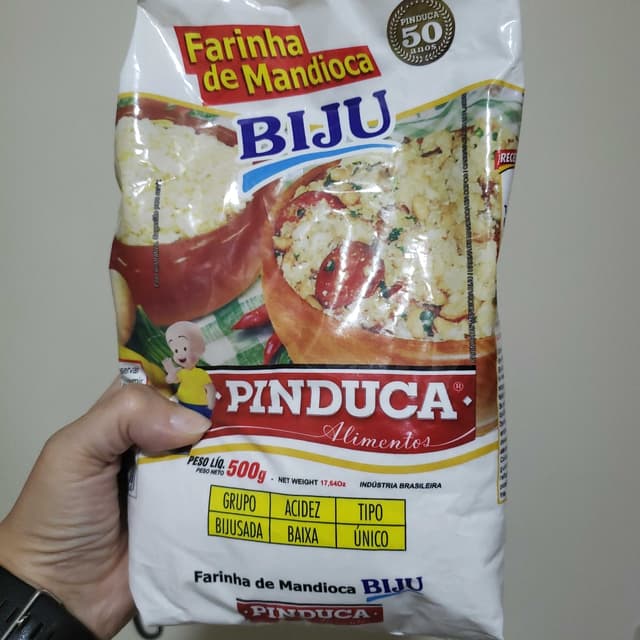 Farinha
de Mandioca
BIJU
PINDUCA
50
anos
RECE
PINDUCA®
Alimentos
PESO LÍQ.
PESO NETO
500g - NET WEIGHT 17,64Oz
INDÚSTRIA BRASILEIRA
GRUPO ACIDEZ TIPO
BIJUSADA BAIXA ÚNICO
Farinha de Mandioca BIJU
PINDUCA